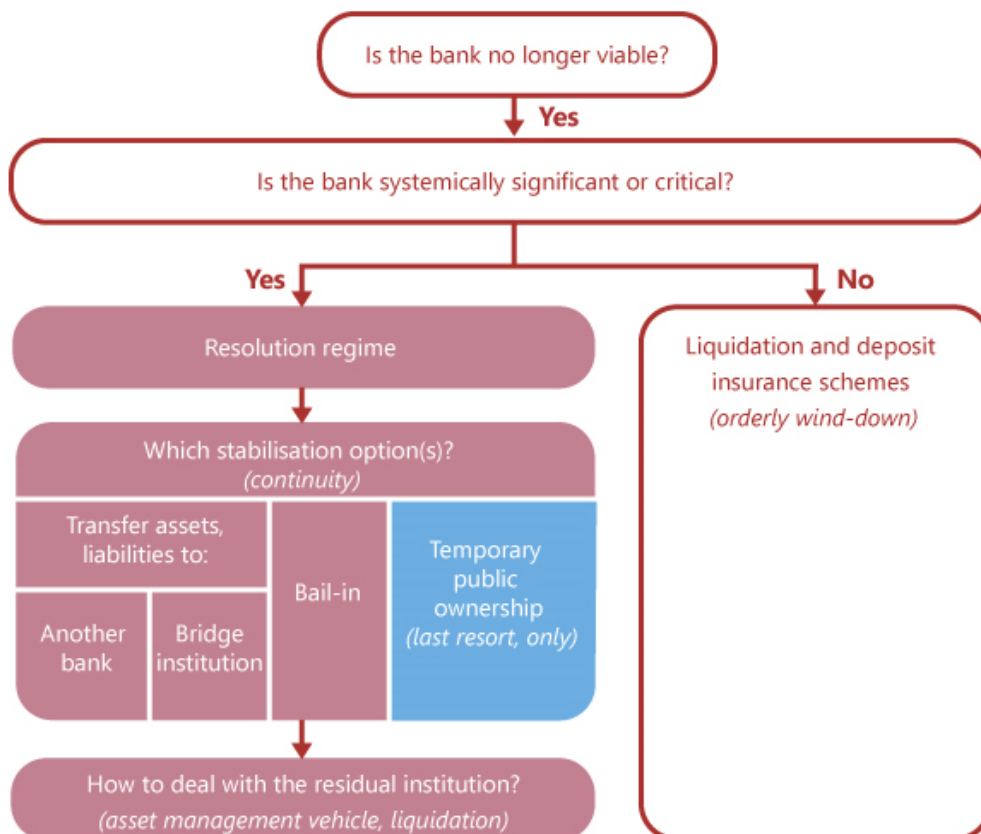 Is the bank no longer viable?
Yes
Is the bank systemically significant or critical?
Yes
No
Resolution regime
Liquidation and deposit
insurance schemes
(orderly wind-down)
Which stabilisation option(s)?
(continuity)
Transfer assets,
liabilities to:
Another
bank
Bridge
institution
Bail-in
Temporary
public
ownership
(last resort, only)
How to deal with the residual institution?
(asset management vehicle, liquidation)